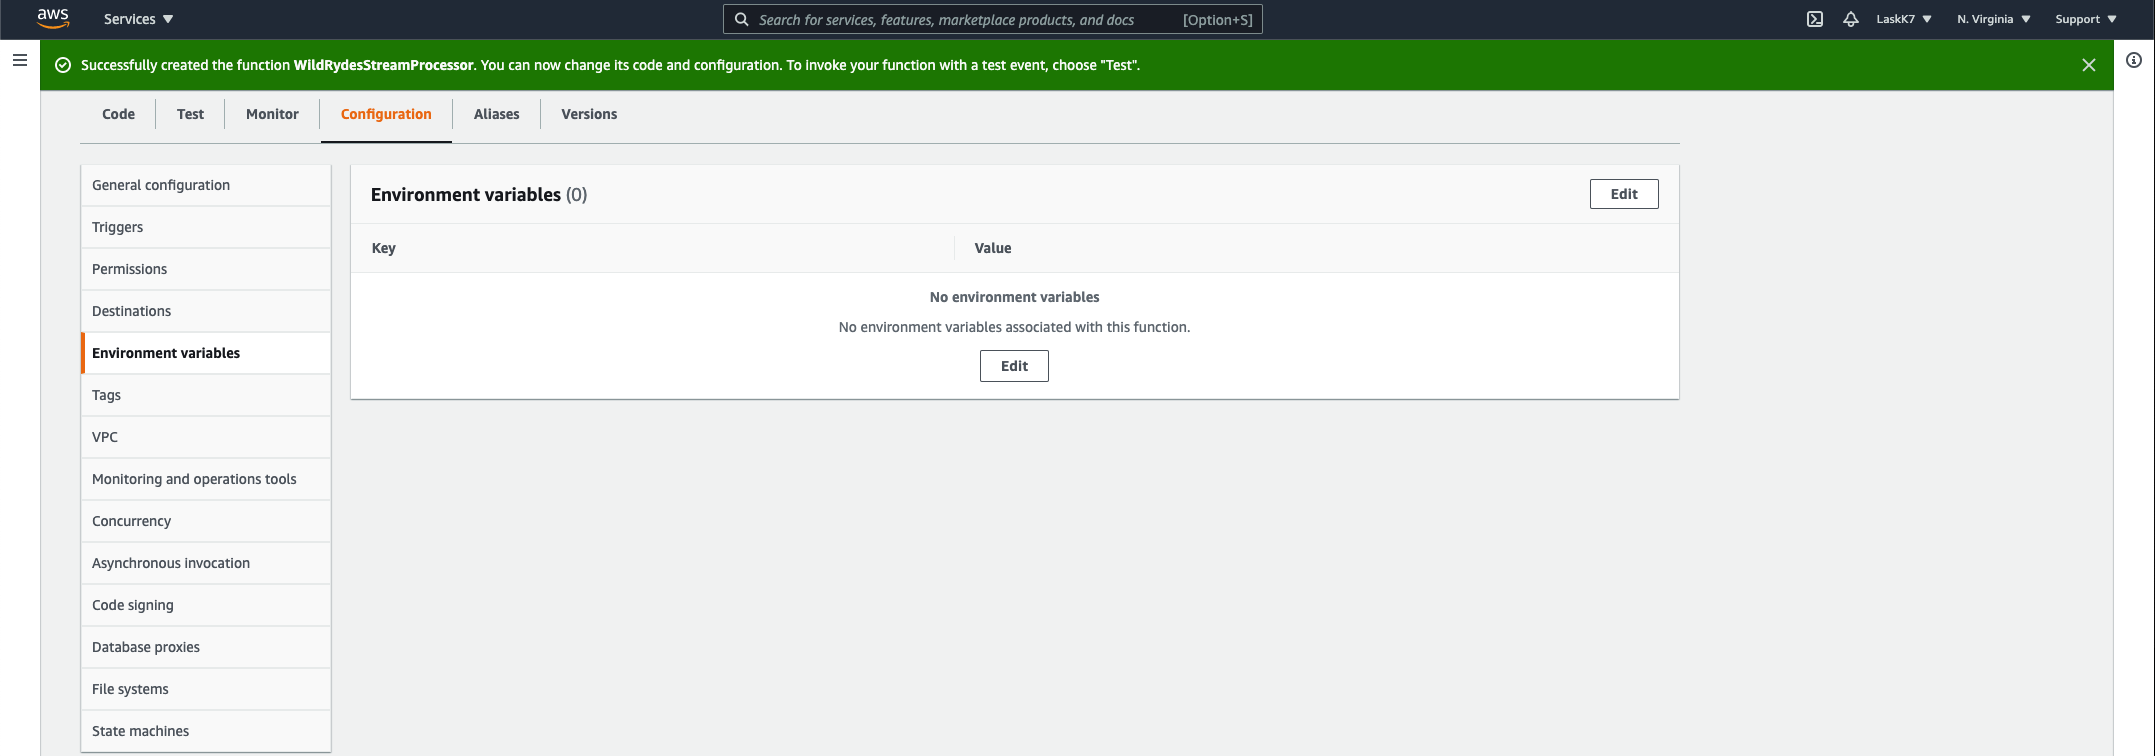 aws Services Search for services, features, marketplace products, and docs [Option+S] LaskK7 N. Virginia Support
Successfully created the function WildRydesStreamProcessor. You can now change its code and configuration. To invoke your function with a test event, choose "Test".
Code Test Monitor Configuration Aliases Versions
General configuration
Triggers
Permissions
Destinations
Environment variables
Tags
VPC
Monitoring and operations tools
Concurrency
Asynchronous invocation
Code signing
Database proxies
File systems
State machines
Environment variables (0) Edit
Key Value
No environment variables
No environment variables associated with this function.
Edit